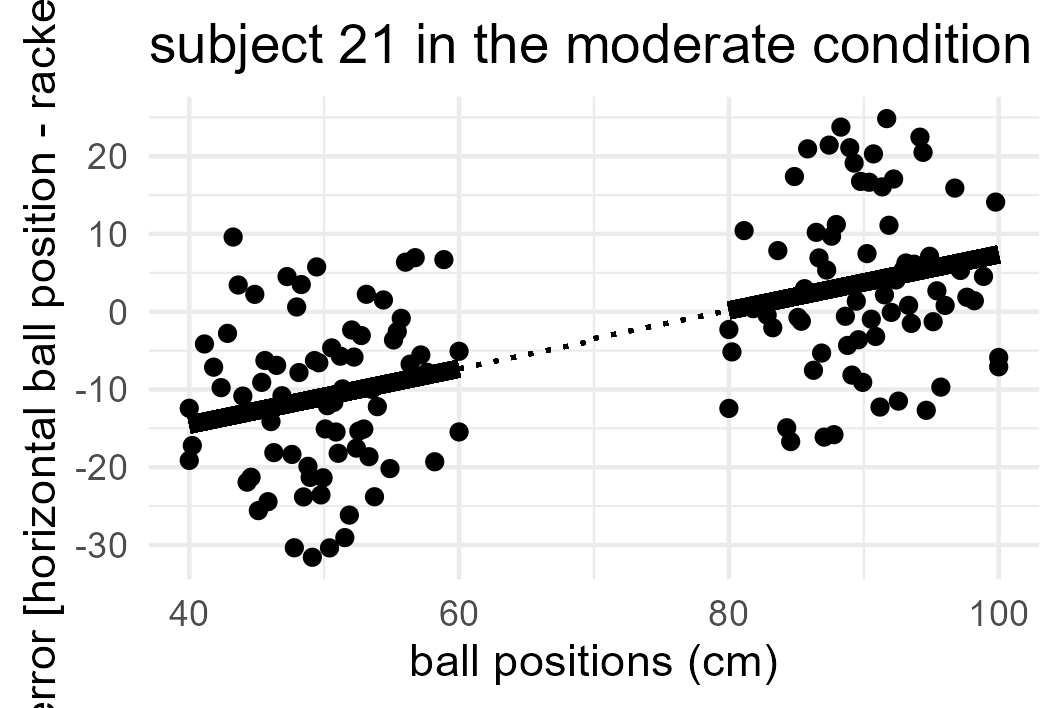 subject 21 in the moderate condition
error [horizontal ball position - racke
20
10
0
-10
-20
-30
40 60 80 100
ball positions (cm)